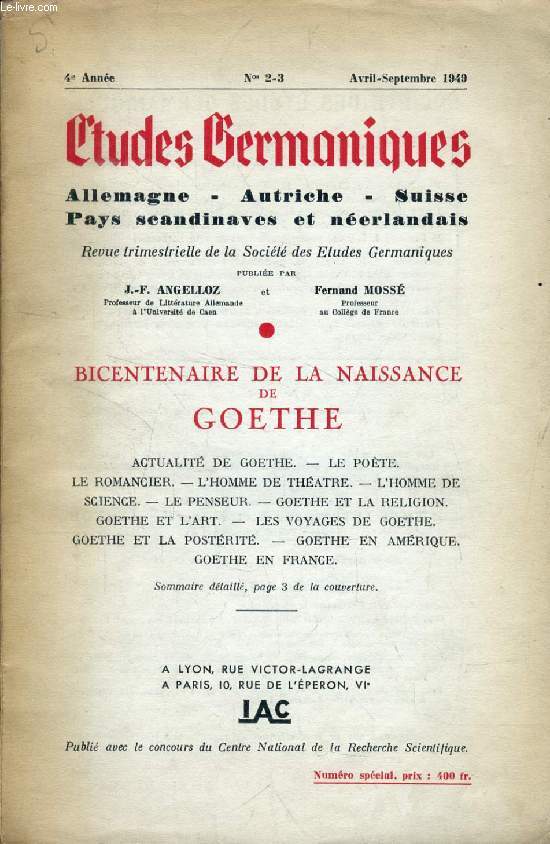 Le-livre.com
5
4e Année Nos 2-3 Avril-Septembre 1949
Etudes Germaniques
Allemagne - Autriche - Suisse
Pays scandinaves et néerlandais
Revue trimestrielle de la Société des Etudes Germaniques
PUBLIÉE PAR
J.-F. ANGELLOZ et Fernand MOSSÉ
Professeur de Littérature Allemande Professeur
à l'Université de Caen au Collège de France
BICENTENAIRE DE LA NAISSANCE
DE
GOETHE
ACTUALITÉ DE GOETHE. — LE POÈTE.
LE ROMANCIER. — L'HOMME DE THÉATRE. — L'HOMME DE
SCIENCE. — LE PENSEUR. — GOETHE ET LA RELIGION.
GOETHE ET L'ART. — LES VOYAGES DE GOETHE.
GOETHE ET LA POSTÉRITÉ. — GOETHE EN AMÉRIQUE.
GOETHE EN FRANCE.
Sommaire détaillé, page 3 de la couverture.
A LYON, RUE VICTOR-LAGRANGE
A PARIS, 10, RUE DE L'ÉPERON, VIe
IAC
Publié avec le concours du Centre National de la Recherche Scientifique.
Numéro spécial, prix : 400 fr.